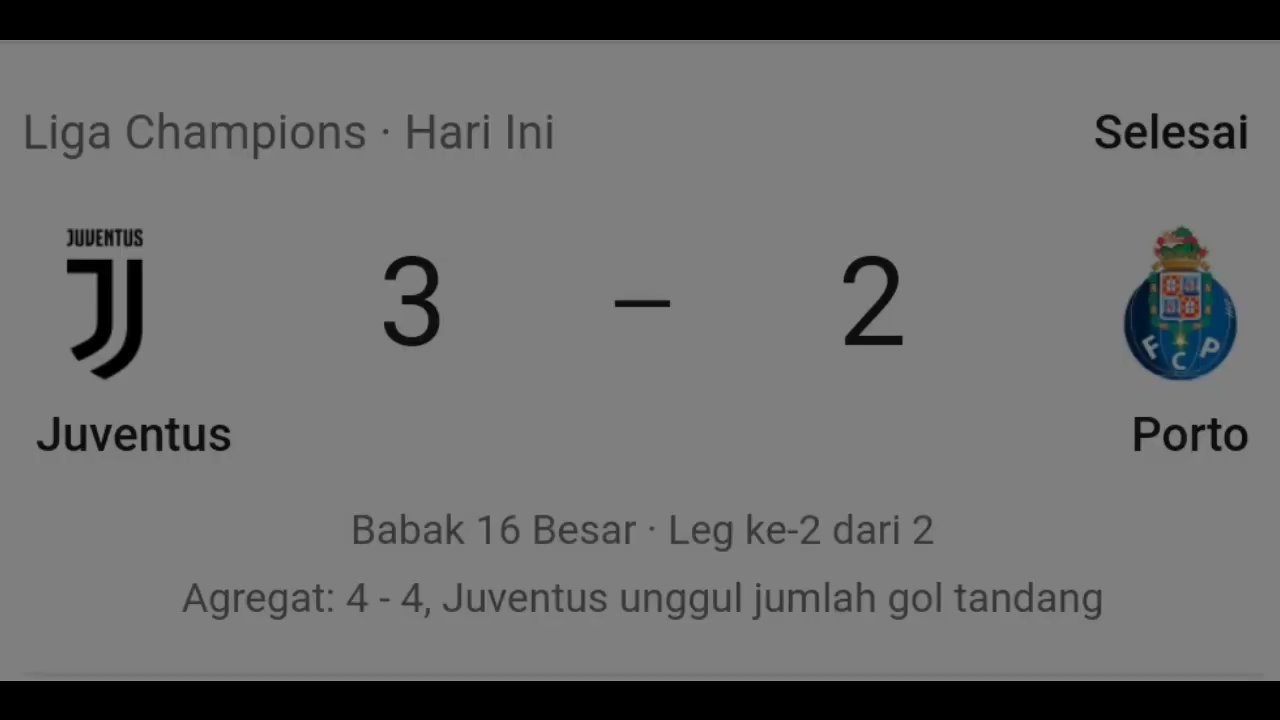 Liga Champions · Hari Ini
Selesai
JUVENTUS
3 – 2
FCP
Juventus
Porto
Babak 16 Besar · Leg ke-2 dari 2
Agregat: 4 - 4, Juventus unggul jumlah gol tandang